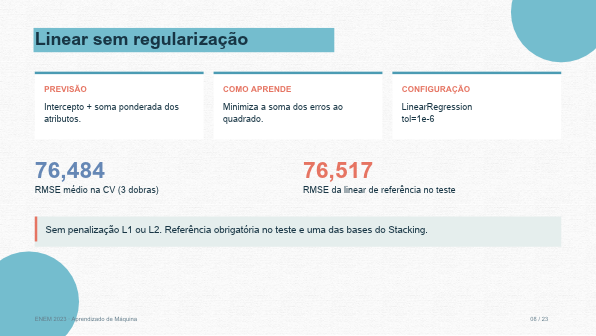 Linear sem regularização
PREVISÃO
Intercepto + soma ponderada dos
atributos.
COMO APRENDE
Minimiza a soma dos erros ao
quadrado.
CONFIGURAÇÃO
LinearRegression
tol=1e-6
76,484
RMSE médio na CV (3 dobras)
76,517
RMSE da linear de referência no teste
Sem penalização L1 ou L2. Referência obrigatória no teste e uma das bases do Stacking.
ENEM 2023 · Aprendizado de Máquina
08 / 23